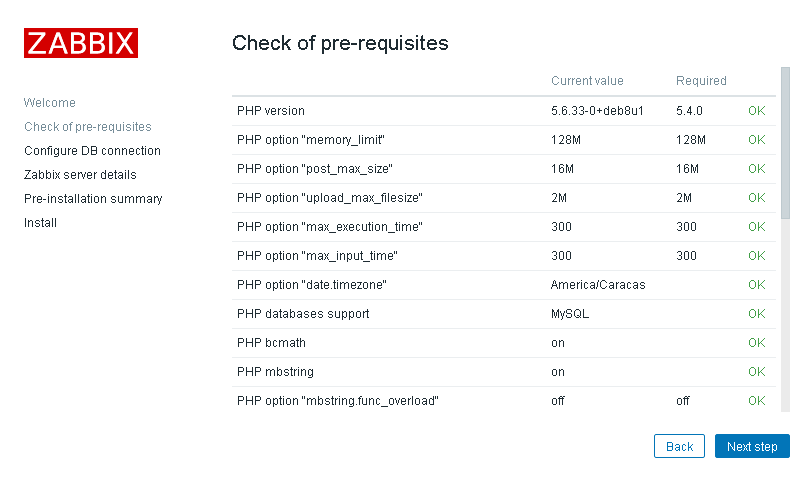 ZABBIX
Welcome
Check of pre-requisites
Configure DB connection
Zabbix server details
Pre-installation summary
Install
Check of pre-requisites
Current value Required
PHP version 5.6.33-0+deb8u1 5.4.0 OK
PHP option "memory_limit" 128M 128M OK
PHP option "post_max_size" 16M 16M OK
PHP option "upload_max_filesize" 2M 2M OK
PHP option "max_execution_time" 300 300 OK
PHP option "max_input_time" 300 300 OK
PHP option "date.timezone" America/Caracas OK
PHP databases support MySQL OK
PHP bcmath on OK
PHP mbstring on OK
PHP option "mbstring.func_overload" off off OK
Back Next step